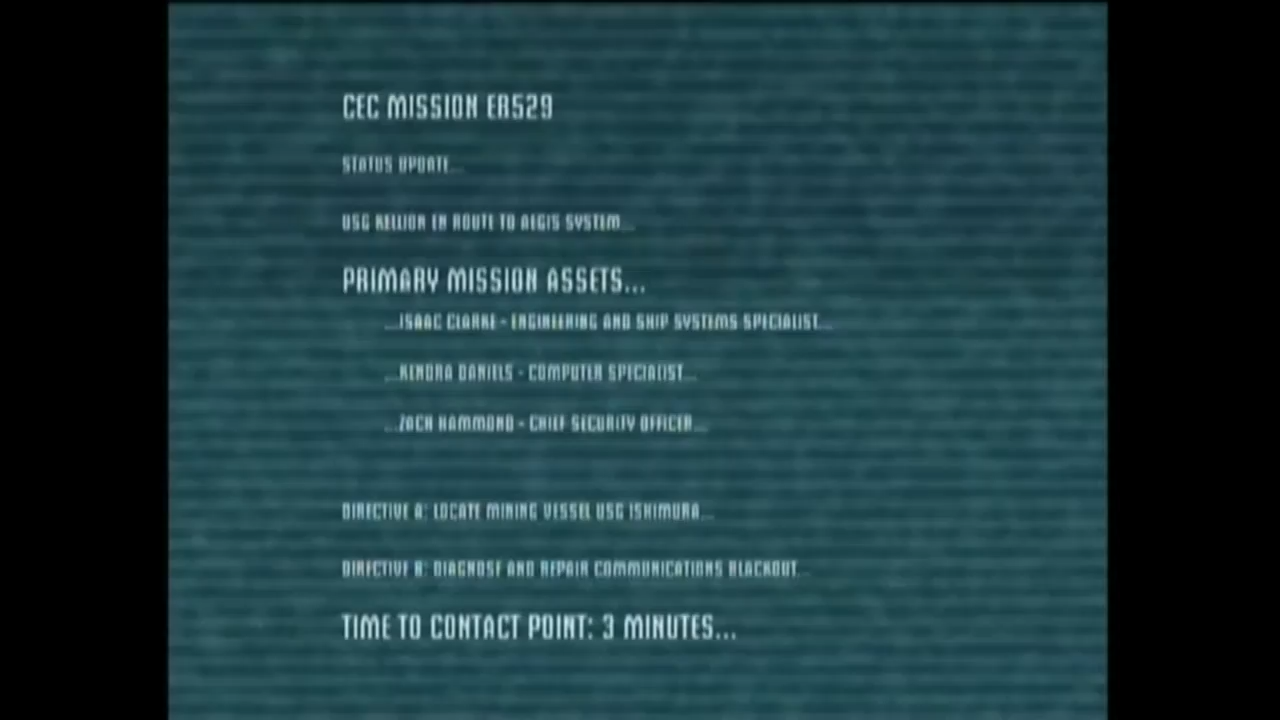 CEC MISSION ER529
STATUS UPDATE...
USG KELLION EN ROUTE TO AEGIS SYSTEM...
PRIMARY MISSION ASSETS...
...ISAAC CLARKE - ENGINEERING AND SHIP SYSTEMS SPECIALIST...
...KENDRA DANIELS - COMPUTER SPECIALIST...
...ZACH HAMMOND - CHIEF SECURITY OFFICER...
DIRECTIVE A: LOCATE MINING VESSEL USG ISHIMURA...
DIRECTIVE B: DIAGNOSE AND REPAIR COMMUNICATIONS BLACKOUT...
TIME TO CONTACT POINT: 3 MINUTES...